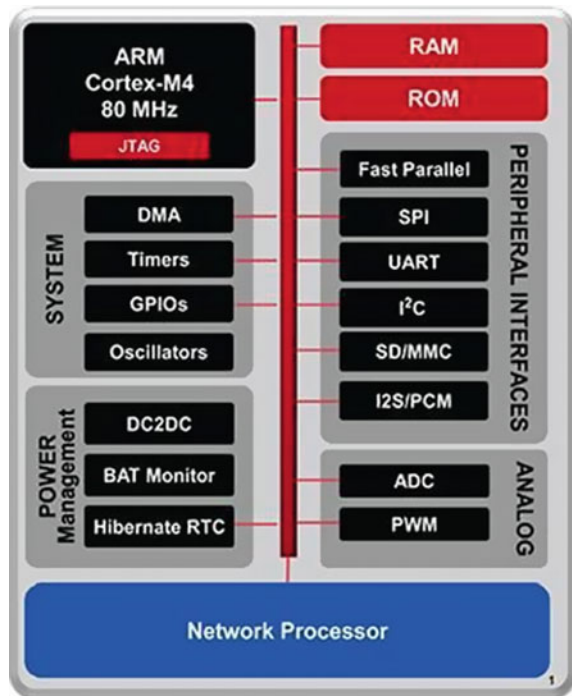 ARM
Cortex-M4
80 MHz
JTAG
RAM
ROM
SYSTEM
DMA
Timers
GPIOs
Oscillators
POWER
Management
DC2DC
BAT Monitor
Hibernate RTC
PERIPHERAL INTERFACES
Fast Parallel
SPI
UART
I²C
SD/MMC
I2S/PCM
ANALOG
ADC
PWM
Network Processor
1